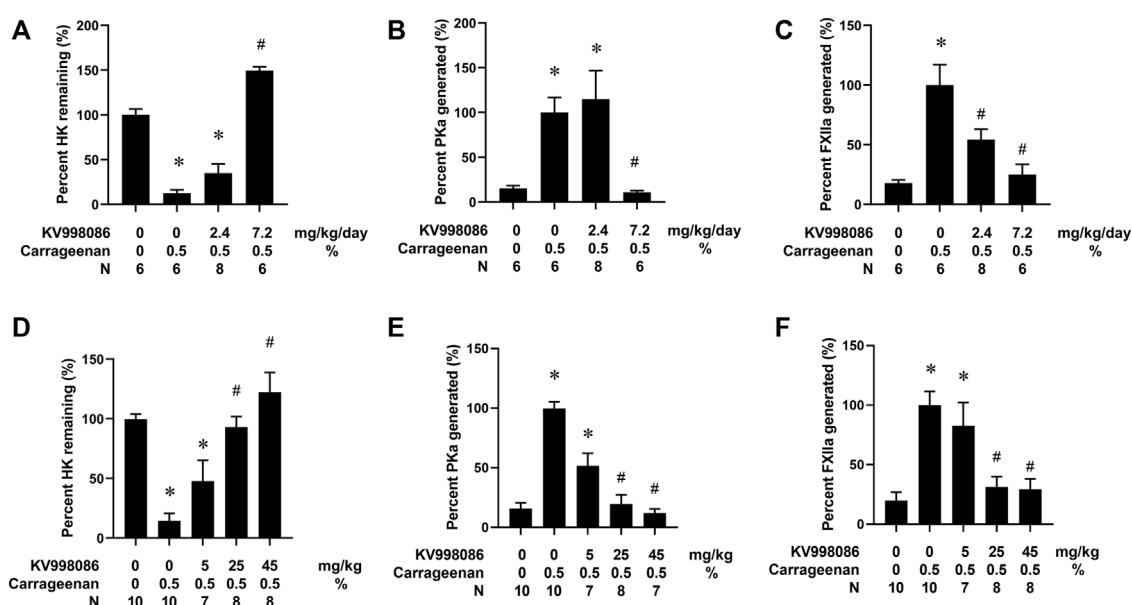 A
Percent HK remaining (%)
200
150
100
50
0
* * #
KV998086 0 0 2.4 7.2 mg/kg/day
Carrageenan 0 0.5 0.5 0.5 %
N 6 6 8 6
B
Percent PKa generated (%)
200
150
100
50
0
* * #
KV998086 0 0 2.4 7.2 mg/kg/day
Carrageenan 0 0.5 0.5 0.5 %
N 6 6 8 6
C
Percent FXIIa generated (%)
150
100
50
0
* # #
KV998086 0 0 2.4 7.2 mg/kg/day
Carrageenan 0 0.5 0.5 0.5 %
N 6 6 8 6
D
Percent HK remaining (%)
150
100
50
0
* * # #
KV998086 0 0 5 25 45 mg/kg
Carrageenan 0 0.5 0.5 0.5 0.5 %
N 10 10 7 8 8
E
Percent PKa generated (%)
150
100
50
0
* * # #
KV998086 0 0 5 25 45 mg/kg
Carrageenan 0 0.5 0.5 0.5 0.5 %
N 10 10 7 8 7
F
Percent FXIIa generated (%)
150
100
50
0
* * # #
KV998086 0 0 5 25 45 mg/kg
Carrageenan 0 0.5 0.5 0.5 0.5 %
N 10 10 7 8 8